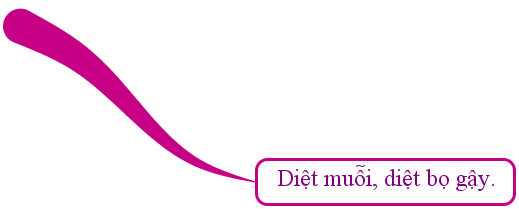 Diệt muỗi, diệt bọ gậy.